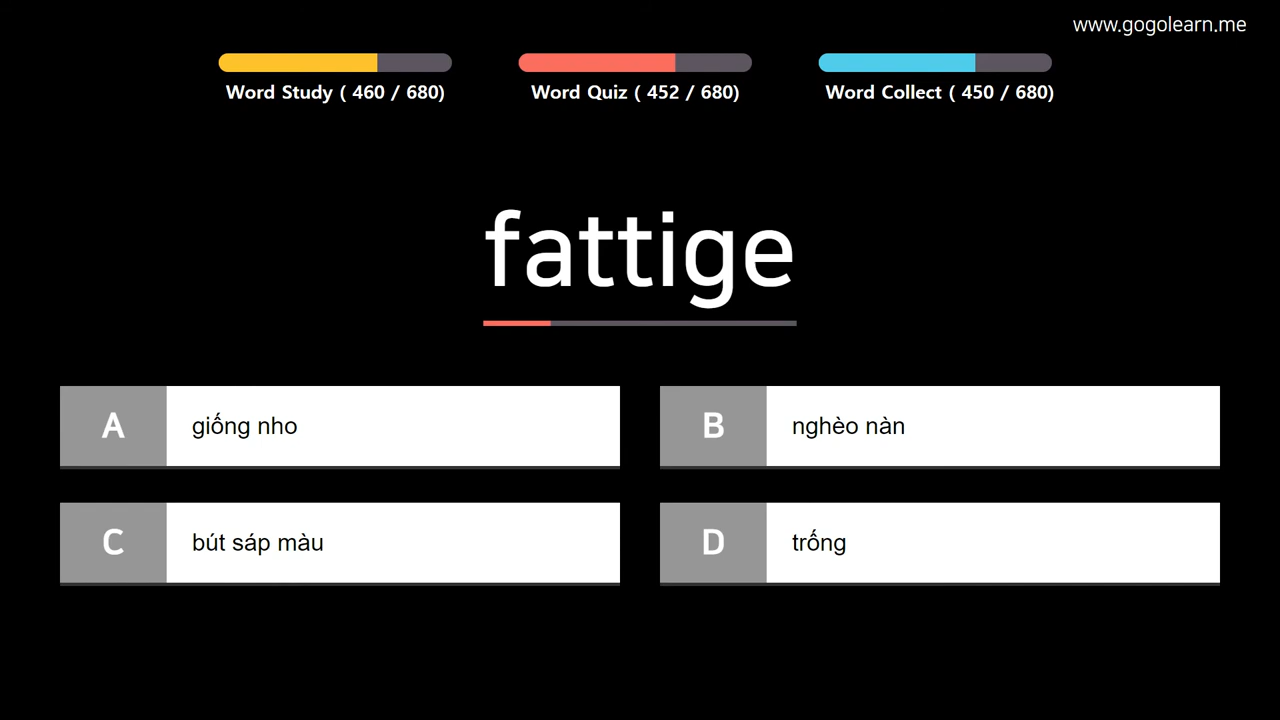 www.gogolearn.me
Word Study ( 460 / 680)
Word Quiz ( 452 / 680)
Word Collect ( 450 / 680)
fattige
A giống nho
B nghèo nàn
C bút sáp màu
D trống